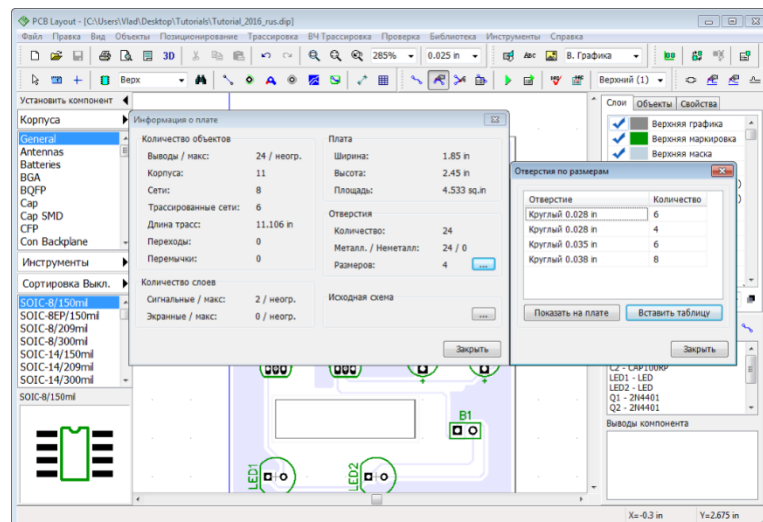 PCB Layout - [C:\Users\Vlad\Desktop\Tutorials\Tutorial_2016_rus.dip]
Файл Правка Вид Объекты Позиционирование Трассировка ВЧ Трассировка Проверка Библиотека Инструменты Справка
3D 285% 0.025 in Abc В. Графика
Верх Верхний (1)
Установить компонент
Корпуса
General
Antennas
Batteries
BGA
BQFP
Cap
Cap SMD
CFP
Con Backplane
Инструменты
Сортировка Выкл.
SOIC-8/150mil
SOIC-8EP/150mil
SOIC-8/209mil
SOIC-8/300mil
SOIC-14/150mil
SOIC-14/209mil
SOIC-14/300mil
SOIC-8/150mil
Информация о плате
Количество объектов
Выводы / макс: 24 / неогр.
Корпуса: 11
Сети: 8
Трассированные сети: 6
Длина трасс: 11.106 in
Переходы: 0
Перемычки: 0
Количество слоев
Сигнальные / макс: 2 / неогр.
Экранные / макс: 0 / неогр.
Плата
Ширина: 1.85 in
Высота: 2.45 in
Площадь: 4.533 sq.in
Отверстия
Количество: 24
Металл. / Неметалл: 24 / 0
Размеров: 4 ...
Исходная схема
...
Закрыть
Отверстия по размерам
Отверстие Количество
Круглый 0.028 in 6
Круглый 0.028 in 4
Круглый 0.035 in 6
Круглый 0.038 in 8
Показать на плате Вставить таблицу
Закрыть
B1
LED1
LED2
Слои Объекты Свойства
Верхняя графика
Верхняя маркировка
Верхняя маска
C2 - CAP100RP
LED1 - LED
LED2 - LED
Q1 - 2N4401
Q2 - 2N4401
Выводы компонента
X=-0.3 in Y=2.675 in